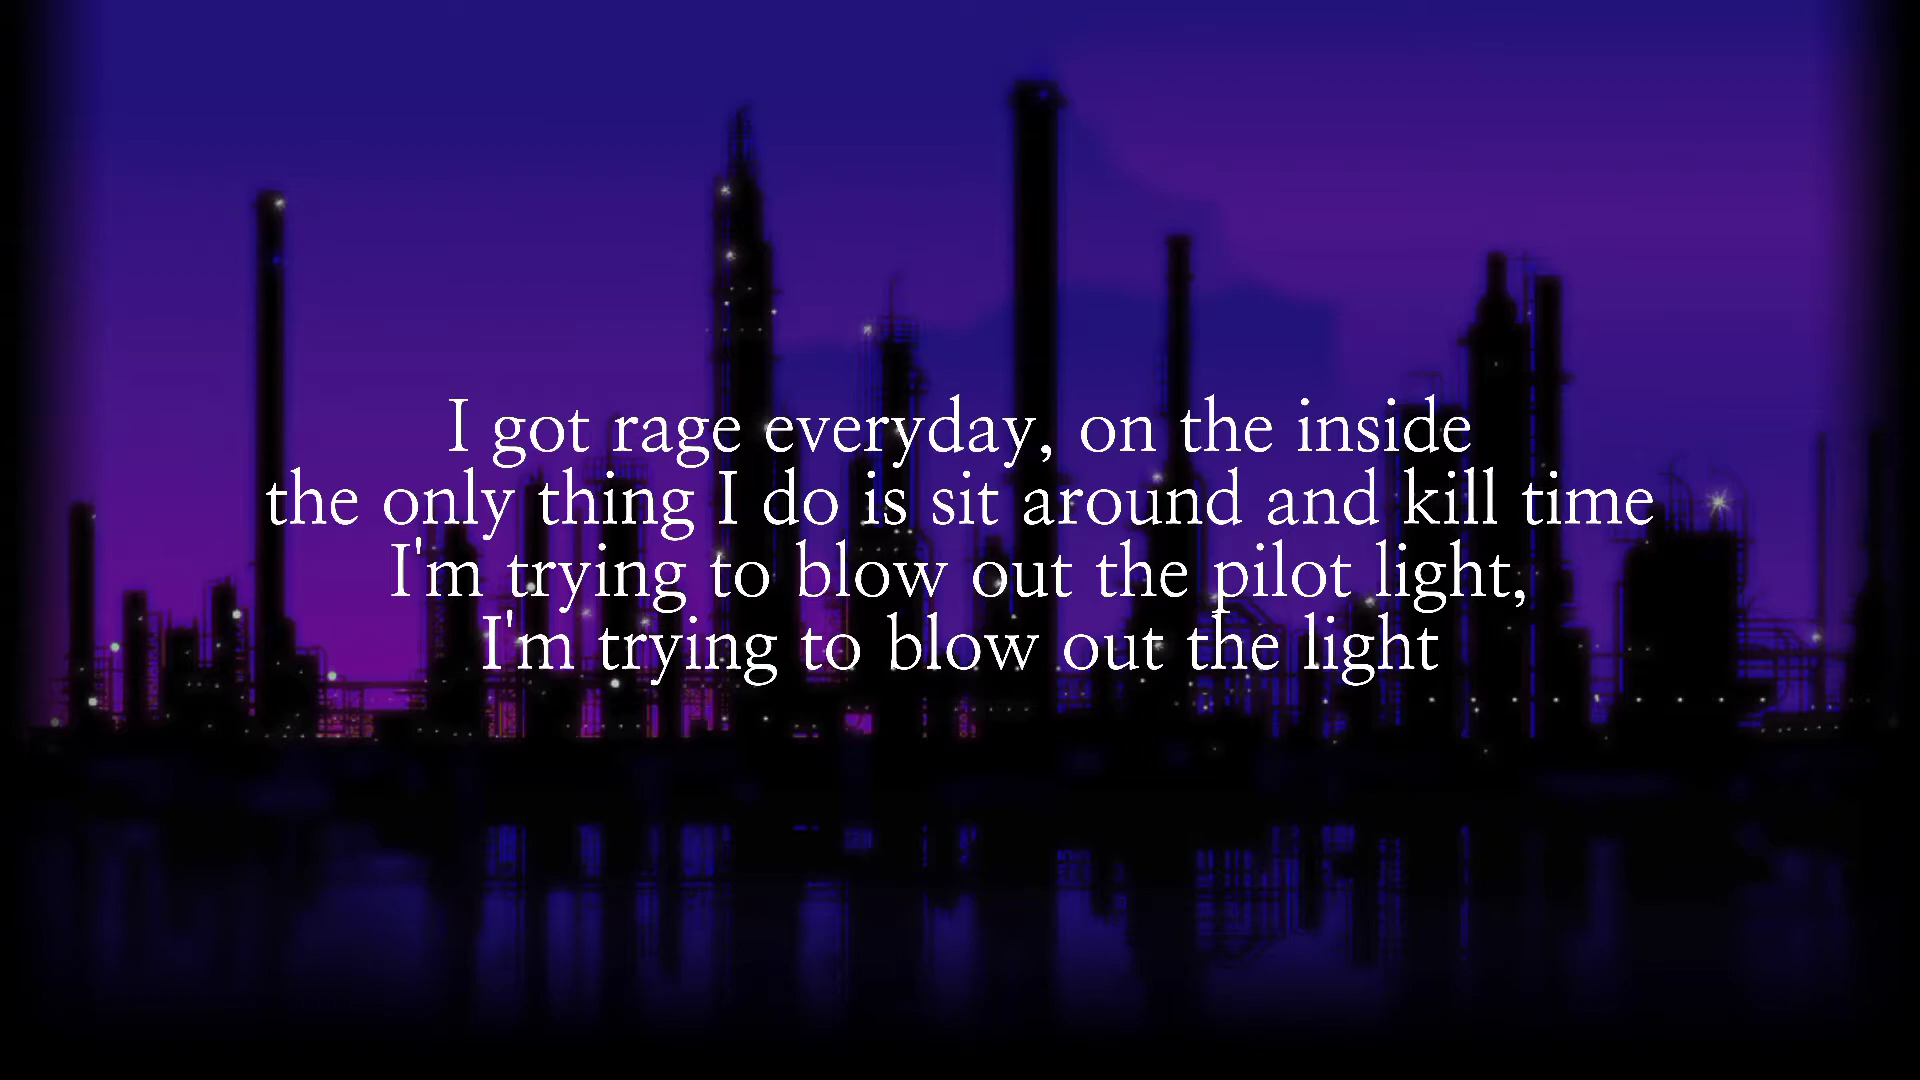 I got rage everyday, on the inside
the only thing I do is sit around and kill time
I'm trying to blow out the pilot light,
I'm trying to blow out the light